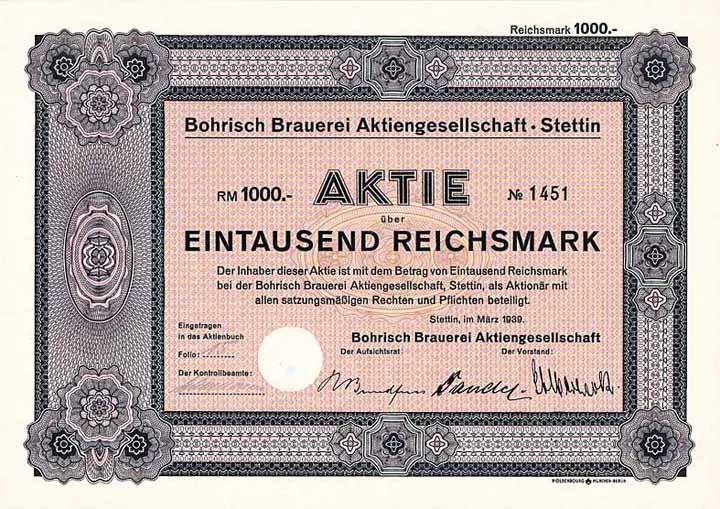 Reichsmark 1000.-
Bohrisch Brauerei Aktiengesellschaft · Stettin
RM 1000.- AKTIE № 1451
über
EINTAUSEND REICHSMARK
Der Inhaber dieser Aktie ist mit dem Betrag von Eintausend Reichsmark
bei der Bohrisch Brauerei Aktiengesellschaft, Stettin, als Aktionär mit
allen satzungsmäßigen Rechten und Pflichten beteiligt.
Stettin, im März 1939.
Eingetragen
in das Aktienbuch
Folio:
Der Kontrollbeamte:
Bohrisch Brauerei Aktiengesellschaft
Der Aufsichtsrat: Der Vorstand:
R·OLDENBOURG MÜNCHEN-BERLIN